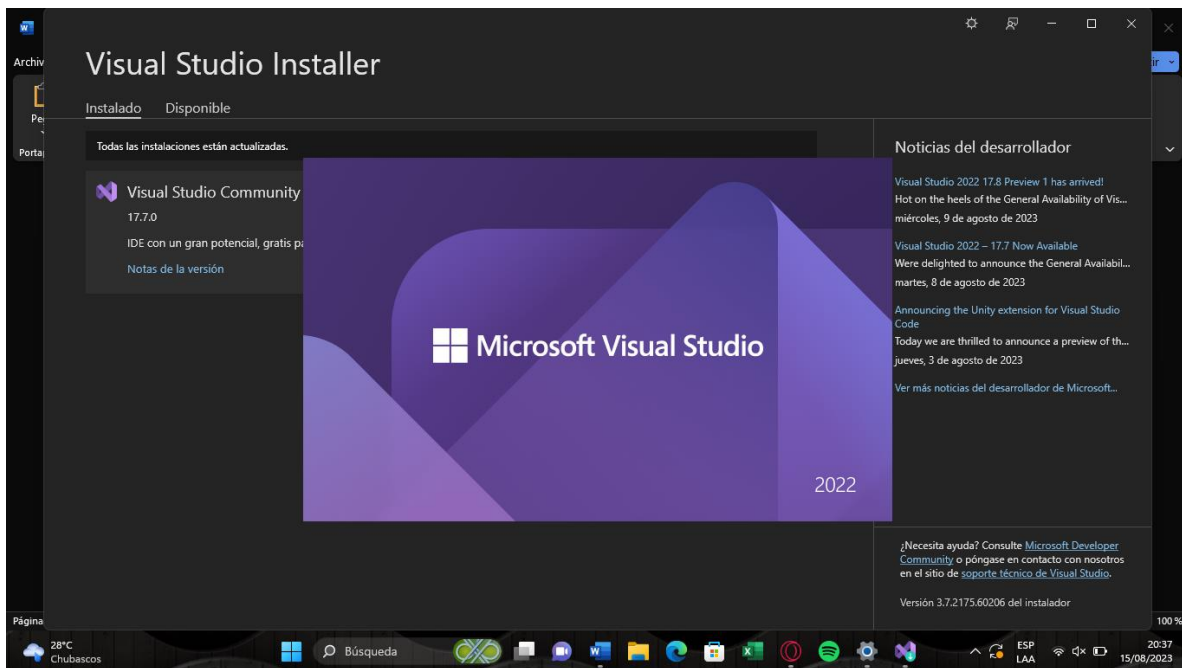 Archiv
Visual Studio Installer
ir
Instalado Disponible
Pe
Porta
Todas las instalaciones están actualizadas.
Visual Studio Community
17.7.0
IDE con un gran potencial, gratis pa
Notas de la versión
Microsoft Visual Studio
2022
Noticias del desarrollador
Visual Studio 2022 17.8 Preview 1 has arrived!
Hot on the heels of the General Availability of Vis...
miércoles, 9 de agosto de 2023
Visual Studio 2022 – 17.7 Now Available
Were delighted to announce the General Availabil...
martes, 8 de agosto de 2023
Announcing the Unity extension for Visual Studio
Code
Today we are thrilled to announce a preview of th...
jueves, 3 de agosto de 2023
Ver más noticias del desarrollador de Microsoft...
¿Necesita ayuda? Consulte Microsoft Developer
Community o póngase en contacto con nosotros
en el sitio de soporte técnico de Visual Studio.
Versión 3.7.2175.60206 del instalador
Página
100 %
28°C
Chubascos
Búsqueda
ESP
LAA
20:37
15/08/2023